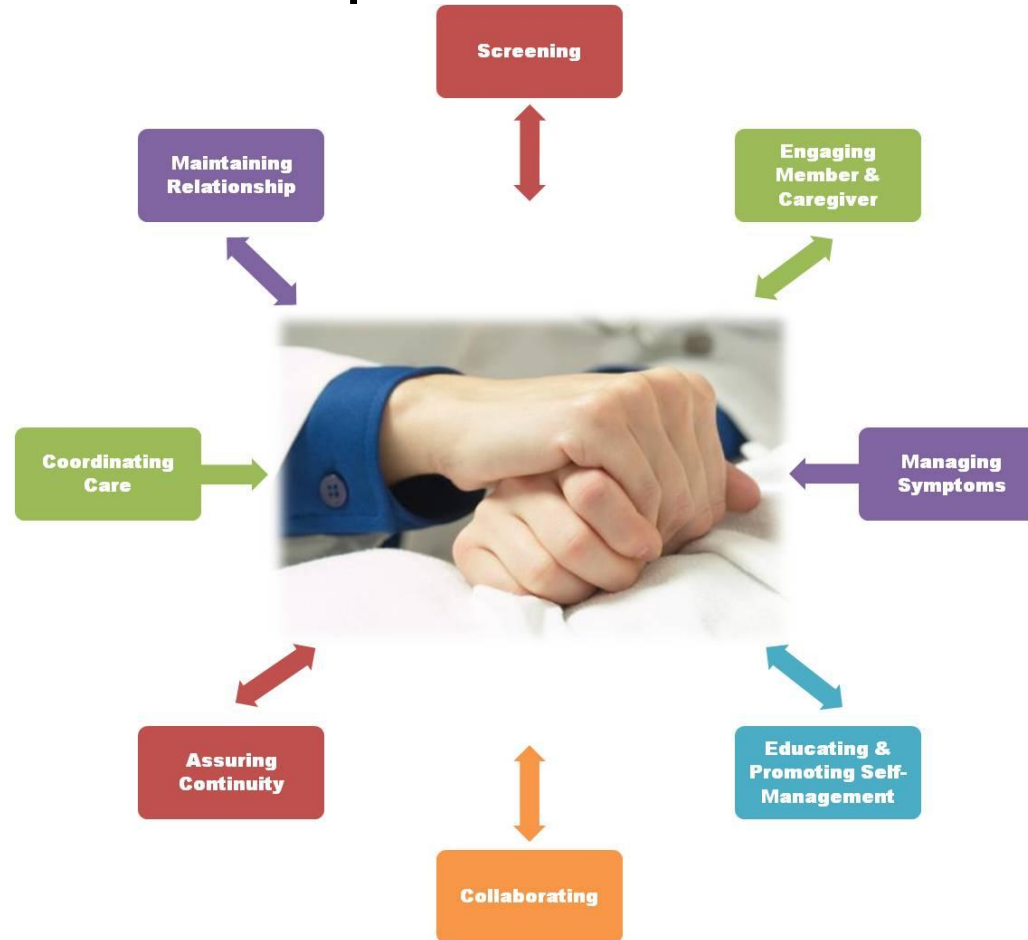 Screening
Engaging
Member &
Caregiver
Managing
Symptoms
Educating &
Promoting Self-
Management
Collaborating
Assuring
Continuity
Coordinating
Care
Maintaining
Relationship